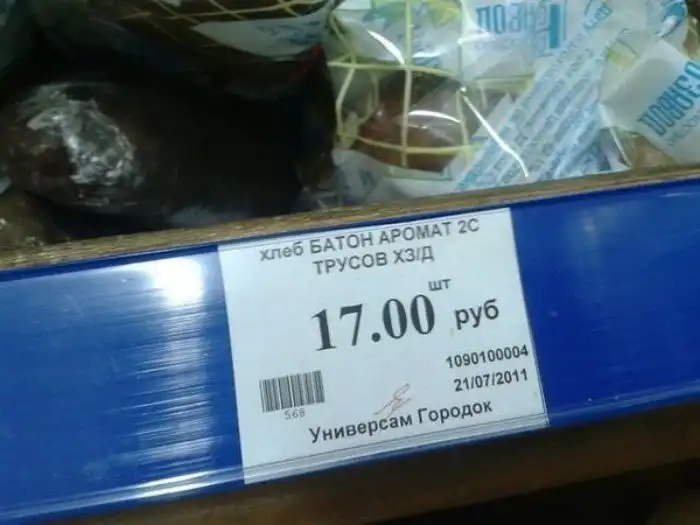 хлеб БАТОН АРОМАТ 2С
ТРУСОВ ХЗ/Д
шт
17.00 руб
1090100004
21/07/2011
568
Универсам Городок